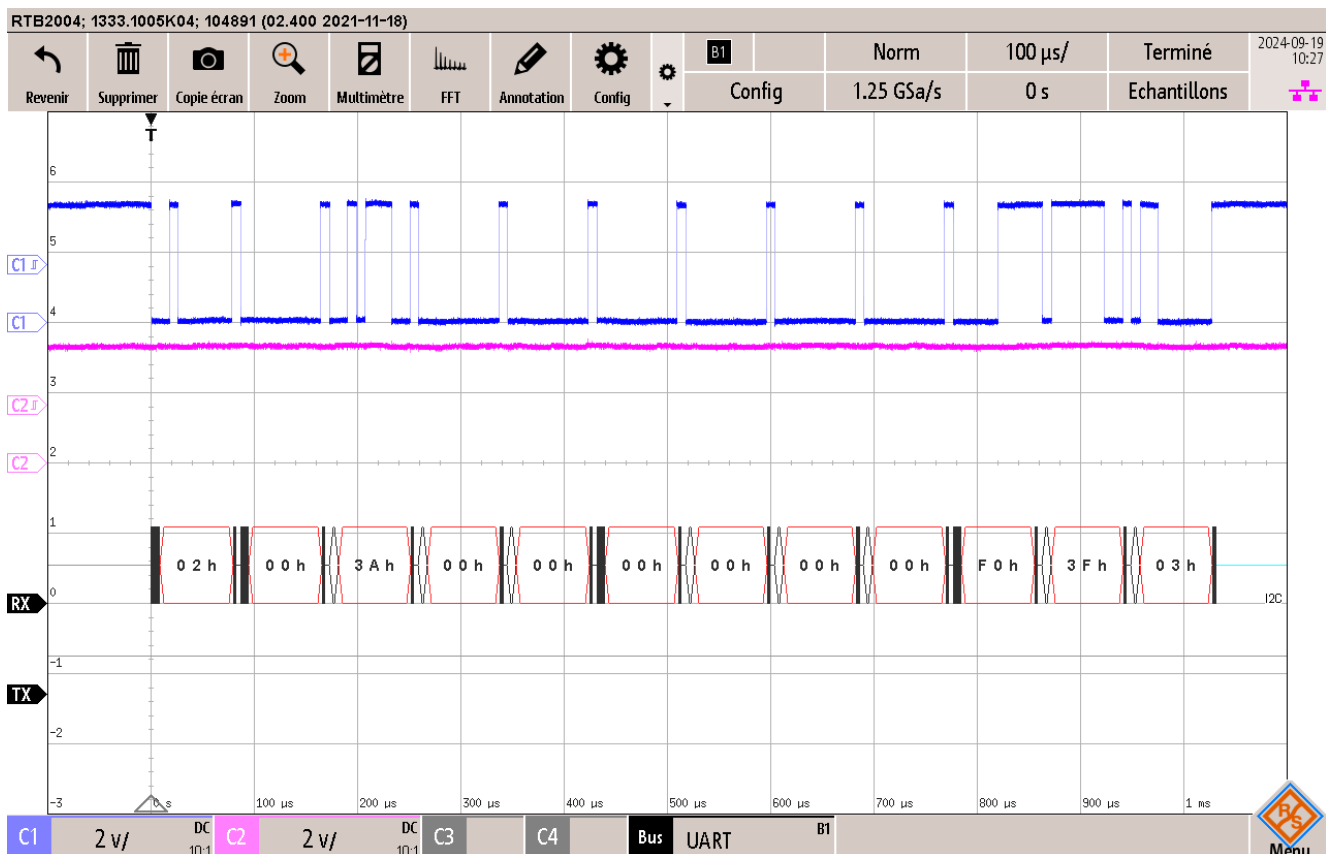 RTB2004; 1333.1005K04; 104891 (02.400 2021-11-18)
Revenir Supprimer Copie écran Zoom Multimètre FFT Annotation Config
B1 Norm 100 µs/ Terminé
Config 1.25 GSa/s 0 s Echantillons
2024-09-19
10:27
T
6
5
C1
4
C1
3
C2
2
C2
1
02h 00h 3Ah 00h 00h 00h 00h 00h 00h F0h 3Fh 03h
0
RX
I2C
-1
TX
-2
-3
0 s 100 µs 200 µs 300 µs 400 µs 500 µs 600 µs 700 µs 800 µs 900 µs 1 ms
C1 2 V/ DC 10:1 C2 2 V/ DC 10:1 C3 C4 Bus UART B1
R&S
Menu